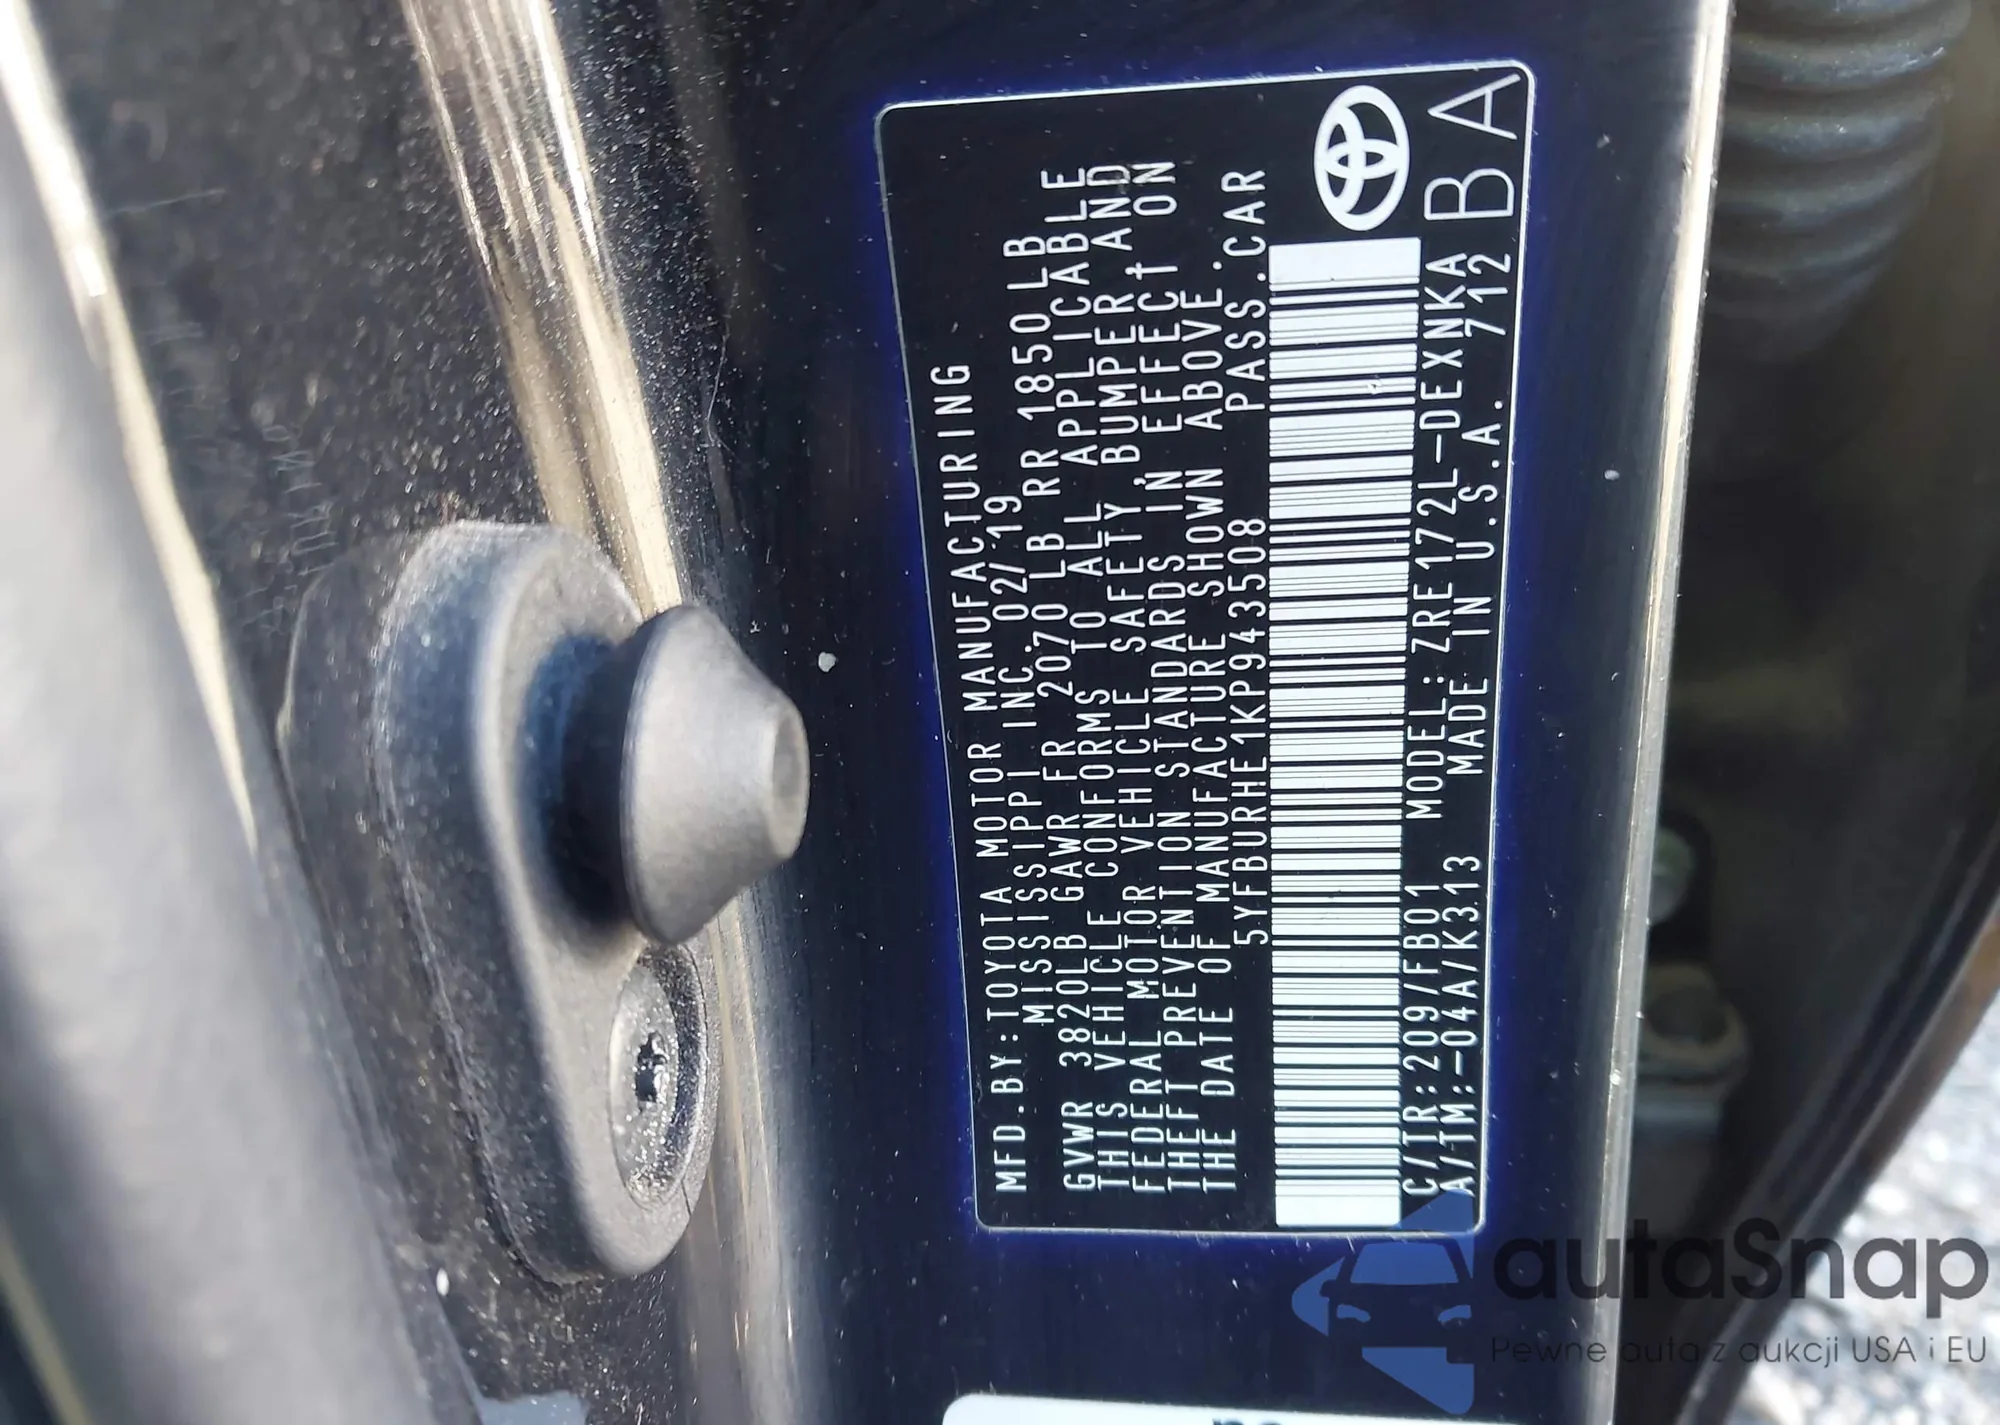 MFD.BY:TOYOTA MOTOR MANUFACTURING
MISSISSIPPI INC. 02/19
GVWR 3820LB GAWR FR 2070 LB RR 1850 LB
THIS VEHICLE CONFORMS TO ALL APPLICABLE
FEDERAL MOTOR VEHICLE SAFETY, BUMPER, AND
THEFT PREVENTION STANDARDS IN EFFECT ON
THE DATE OF MANUFACTURE SHOWN ABOVE.
5YFBURHE1KP943508 PASS.CAR
C/TR:209/FB01 MODEL:ZRE172L-DEXNKA
A/TM:-04A/K313 MADE IN U.S.A. 712
BA
autaSnap
Pewne auta z aukcji USA i EU